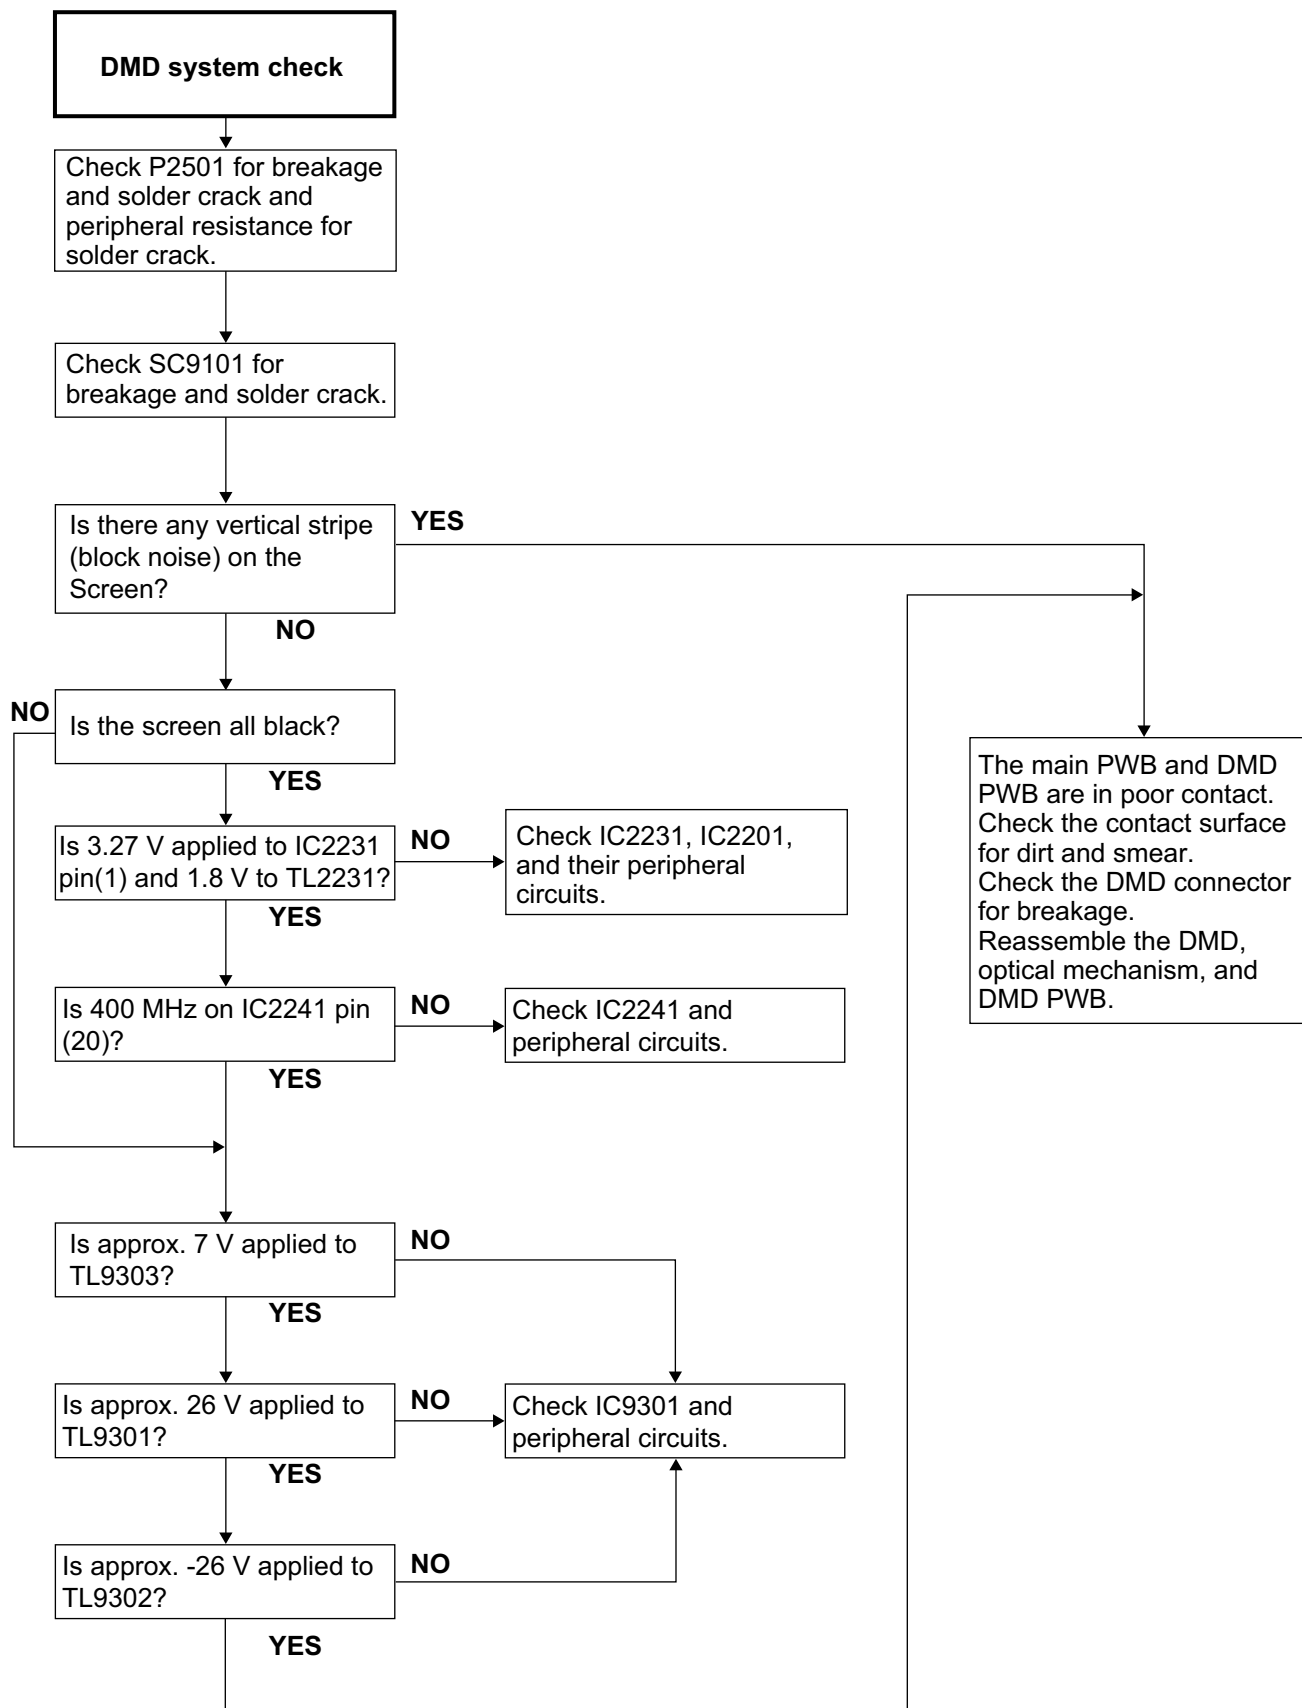 DMD system check
Check P2501 for breakage
and solder crack and
peripheral resistance for
solder crack.
Check SC9101 for
breakage and solder crack.
Is there any vertical stripe
(block noise) on the
Screen?
YES
NO
NO
Is the screen all black?
YES
The main PWB and DMD
PWB are in poor contact.
Check the contact surface
for dirt and smear.
Check the DMD connector
for breakage.
Reassemble the DMD,
optical mechanism, and
DMD PWB.
Is 3.27 V applied to IC2231
pin(1) and 1.8 V to TL2231?
NO
Check IC2231, IC2201,
and their peripheral
circuits.
YES
Is 400 MHz on IC2241 pin
(20)?
NO
Check IC2241 and
peripheral circuits.
YES
Is approx. 7 V applied to
TL9303?
NO
YES
Is approx. 26 V applied to
TL9301?
NO
Check IC9301 and
peripheral circuits.
YES
Is approx. -26 V applied to
TL9302?
NO
YES